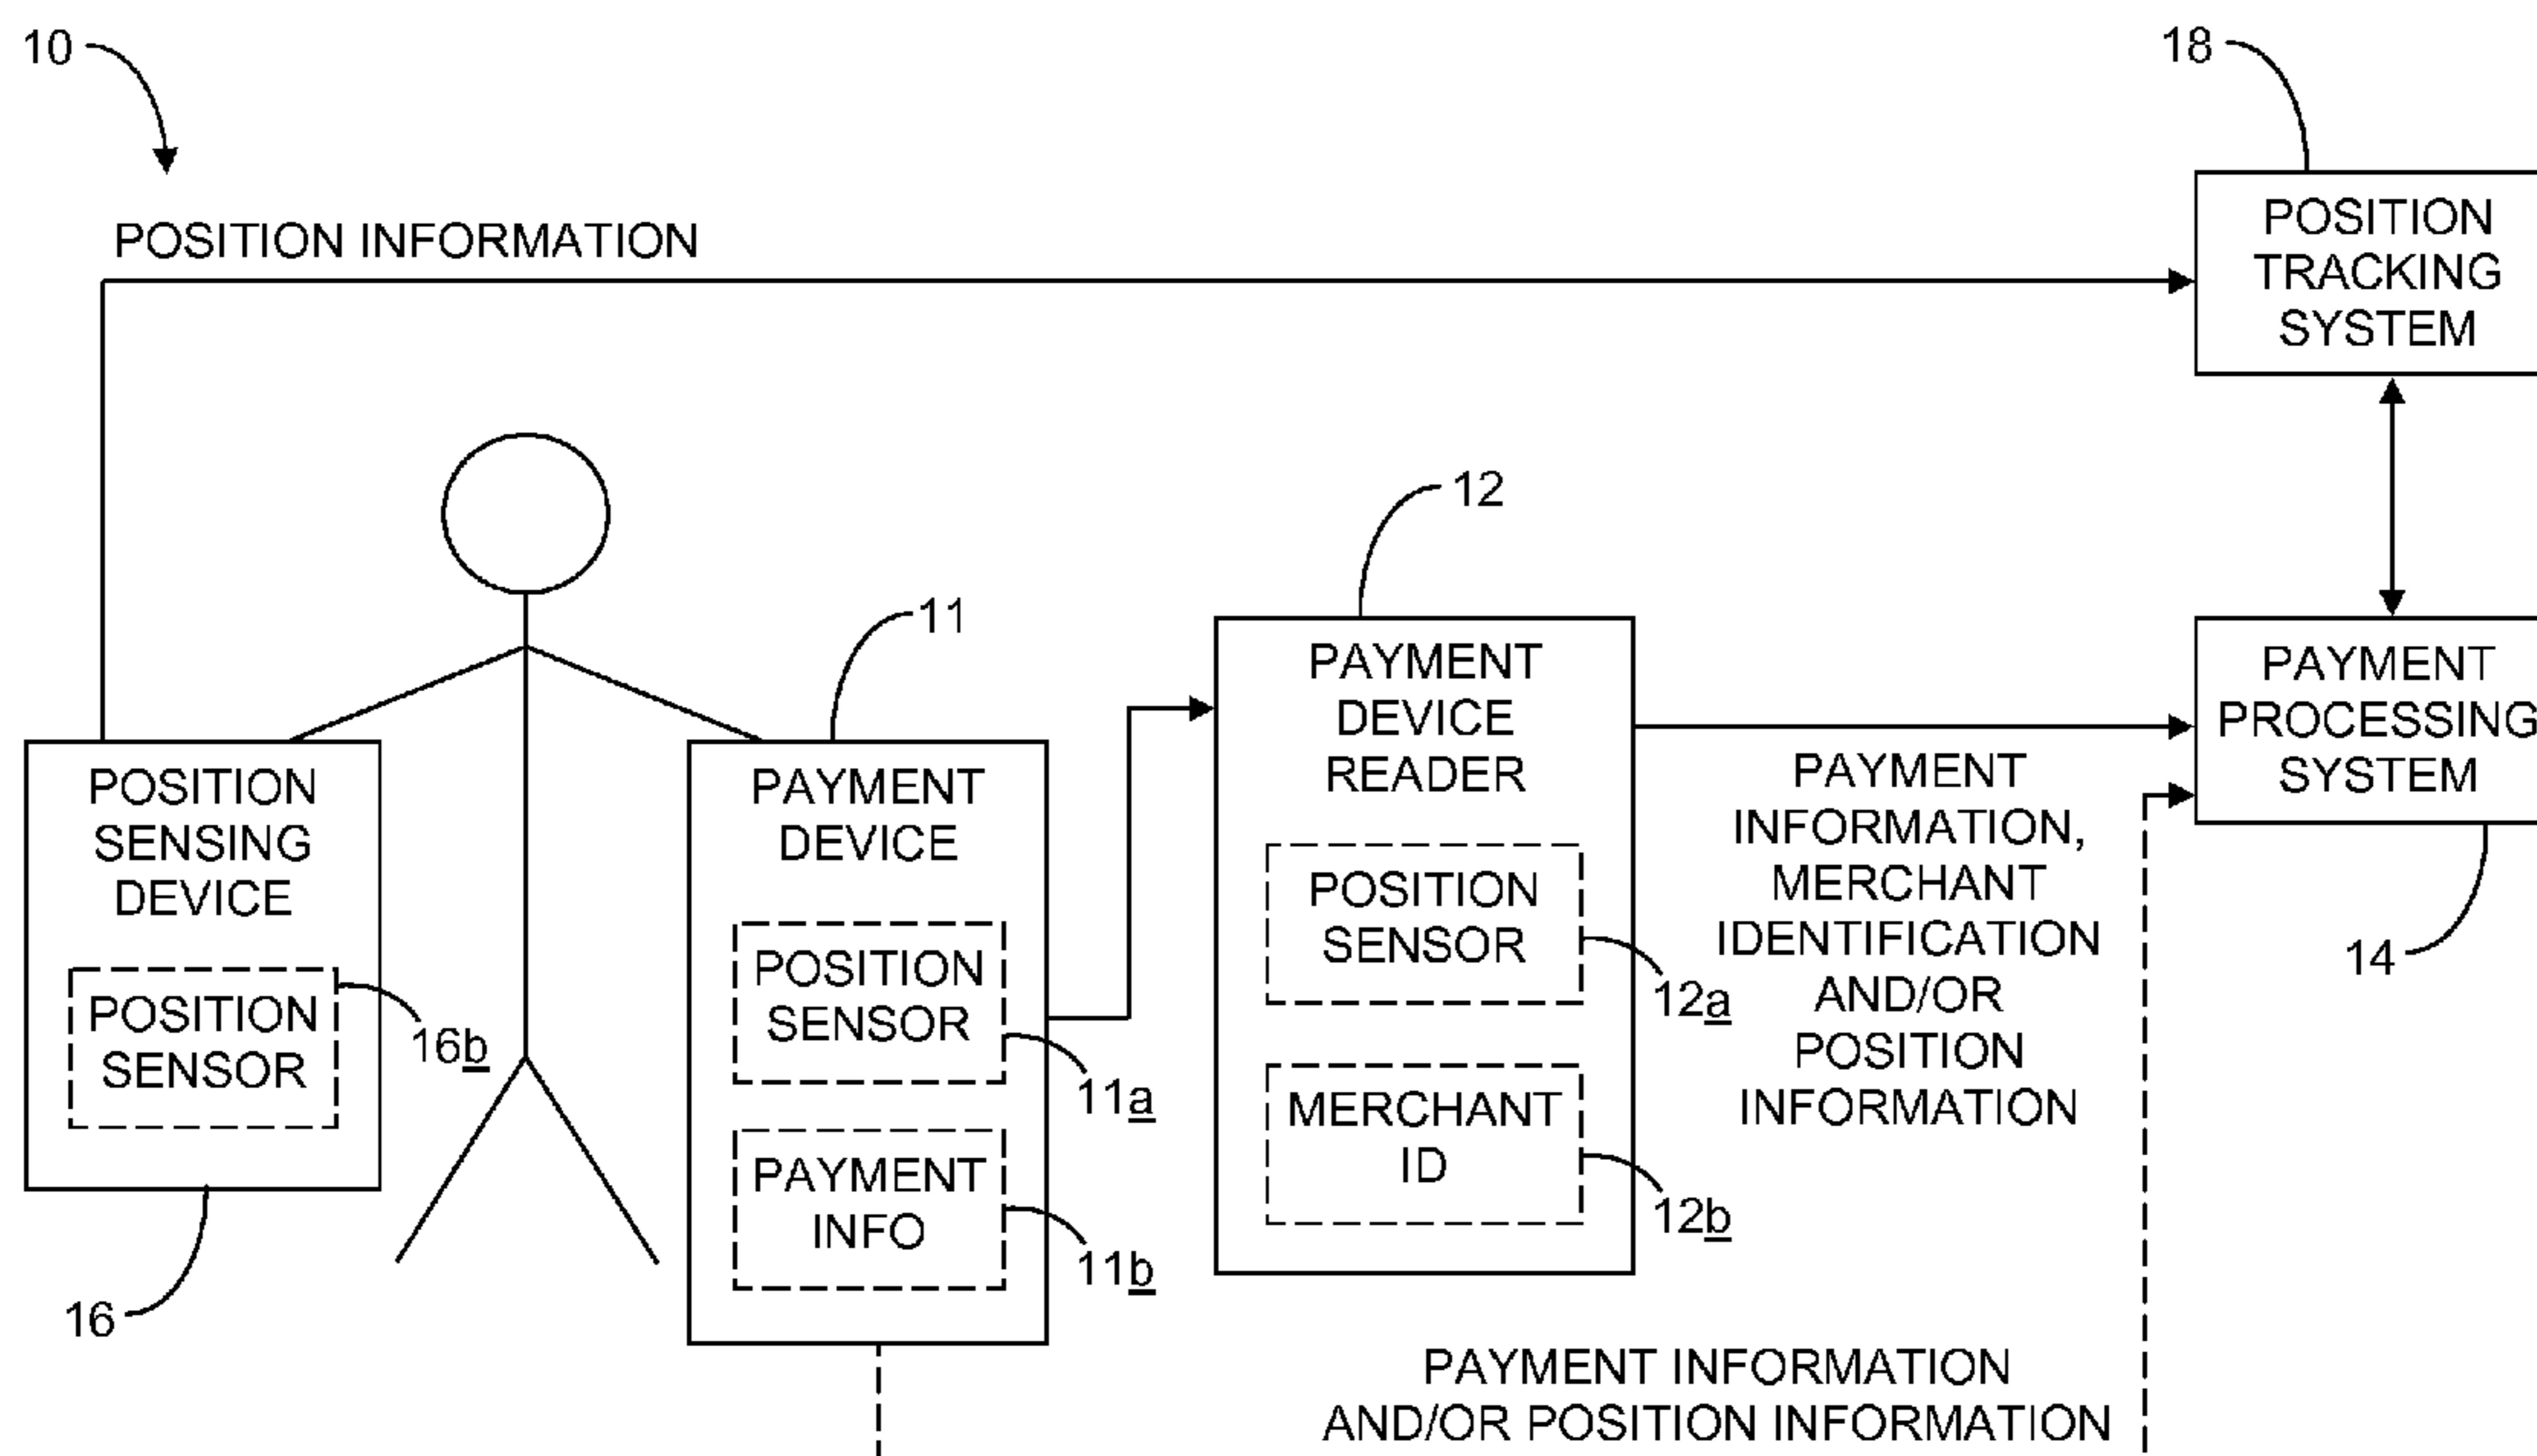 10
18
POSITION INFORMATION
POSITION
TRACKING
SYSTEM
12
11
PAYMENT
DEVICE
READER
POSITION
SENSOR
12a
MERCHANT
ID
12b
PAYMENT
PROCESSING
SYSTEM
14
PAYMENT
INFORMATION,
MERCHANT
IDENTIFICATION
AND/OR
POSITION
INFORMATION
POSITION
SENSING
DEVICE
POSITION
SENSOR
16b
16
PAYMENT
DEVICE
POSITION
SENSOR
11a
PAYMENT
INFO
11b
PAYMENT INFORMATION
AND/OR POSITION INFORMATION